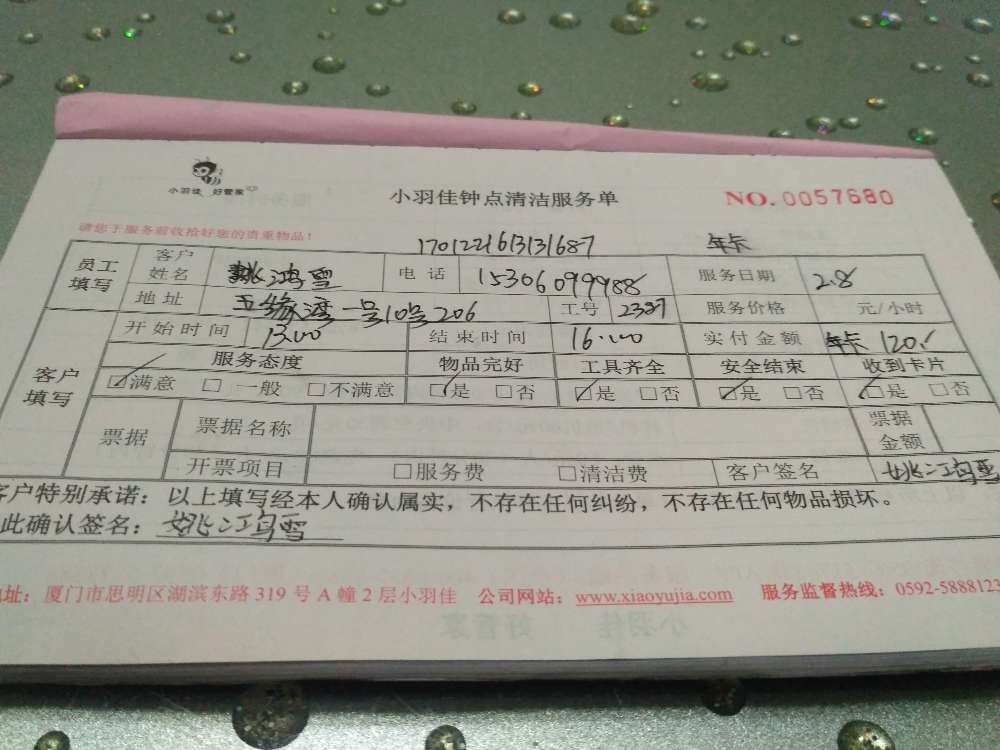 小羽佳 好管家
小羽佳钟点清洁服务单
NO.0057680
请您于服务前收拾好您的贵重物品！
1701221613131687 年卡
员工填写 客户姓名 姚鸿雪 电话 15306099988 服务日期 2.8
地址 五缘湾一号10号206 工号 2387 服务价格 元/小时
客户填写 开始时间 13:00 结束时间 16:00 实付金额 年卡 120.
服务态度 物品完好 工具齐全 安全结束 收到卡片
☑满意 □一般 □不满意 ☑是 □否 ☑是 □否 ☑是 □否 ☑是 □否
票据 票据名称 票据金额
开票项目 □服务费 □清洁费 客户签名 姚鸿雪
客户特别承诺：以上填写经本人确认属实，不存在任何纠纷，不存在任何物品损坏。
此确认签名：姚鸿雪
地址：厦门市思明区湖滨东路 319 号 A 幢 2 层小羽佳 公司网站：www.xiaoyujia.com 服务监督热线：0592-5888123